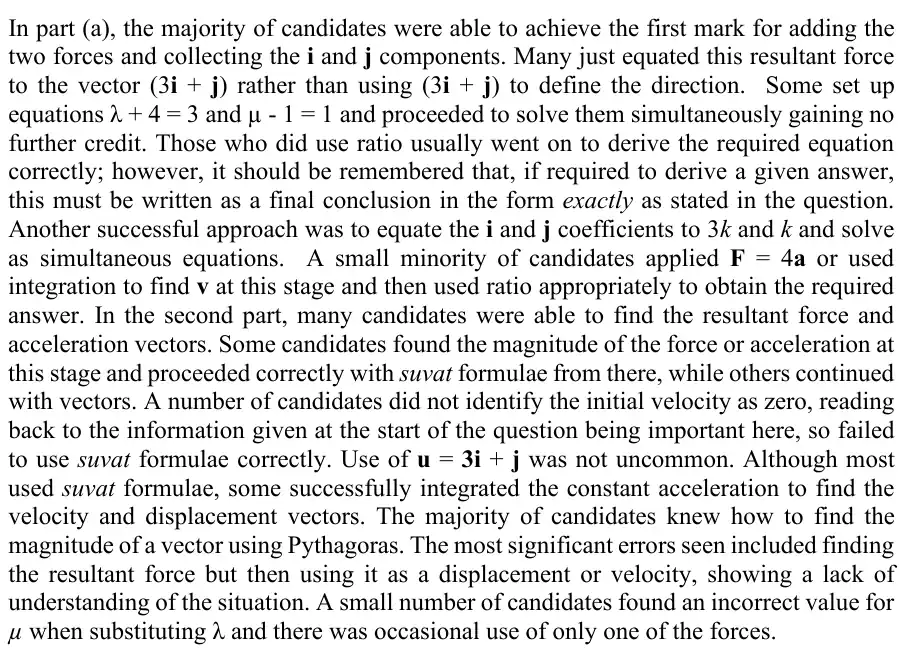 In part (a), the majority of candidates were able to achieve the first mark for adding the
two forces and collecting the i and j components. Many just equated this resultant force
to the vector (3i + j) rather than using (3i + j) to define the direction. Some set up
equations λ + 4 = 3 and μ - 1 = 1 and proceeded to solve them simultaneously gaining no
further credit. Those who did use ratio usually went on to derive the required equation
correctly; however, it should be remembered that, if required to derive a given answer,
this must be written as a final conclusion in the form exactly as stated in the question.
Another successful approach was to equate the i and j coefficients to 3k and k and solve
as simultaneous equations. A small minority of candidates applied F = 4a or used
integration to find v at this stage and then used ratio appropriately to obtain the required
answer. In the second part, many candidates were able to find the resultant force and
acceleration vectors. Some candidates found the magnitude of the force or acceleration at
this stage and proceeded correctly with suvat formulae from there, while others continued
with vectors. A number of candidates did not identify the initial velocity as zero, reading
back to the information given at the start of the question being important here, so failed
to use suvat formulae correctly. Use of u = 3i + j was not uncommon. Although most
used suvat formulae, some successfully integrated the constant acceleration to find the
velocity and displacement vectors. The majority of candidates knew how to find the
magnitude of a vector using Pythagoras. The most significant errors seen included finding
the resultant force but then using it as a displacement or velocity, showing a lack of
understanding of the situation. A small number of candidates found an incorrect value for
μ when substituting λ and there was occasional use of only one of the forces.